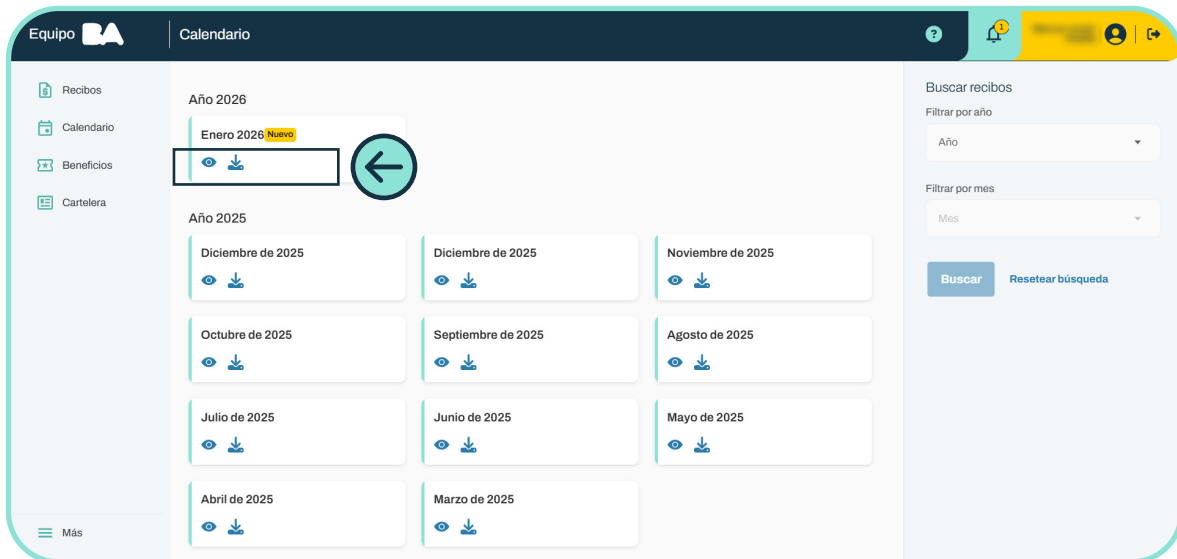 Equipo BA
Calendario
?
1
Recibos
Calendario
Beneficios
Cartelera
Más
Año 2026
Enero 2026 Nuevo
Año 2025
Diciembre de 2025
Diciembre de 2025
Noviembre de 2025
Octubre de 2025
Septiembre de 2025
Agosto de 2025
Julio de 2025
Junio de 2025
Mayo de 2025
Abril de 2025
Marzo de 2025
Buscar recibos
Filtrar por año
Año
Filtrar por mes
Mes
Buscar Resetear búsqueda